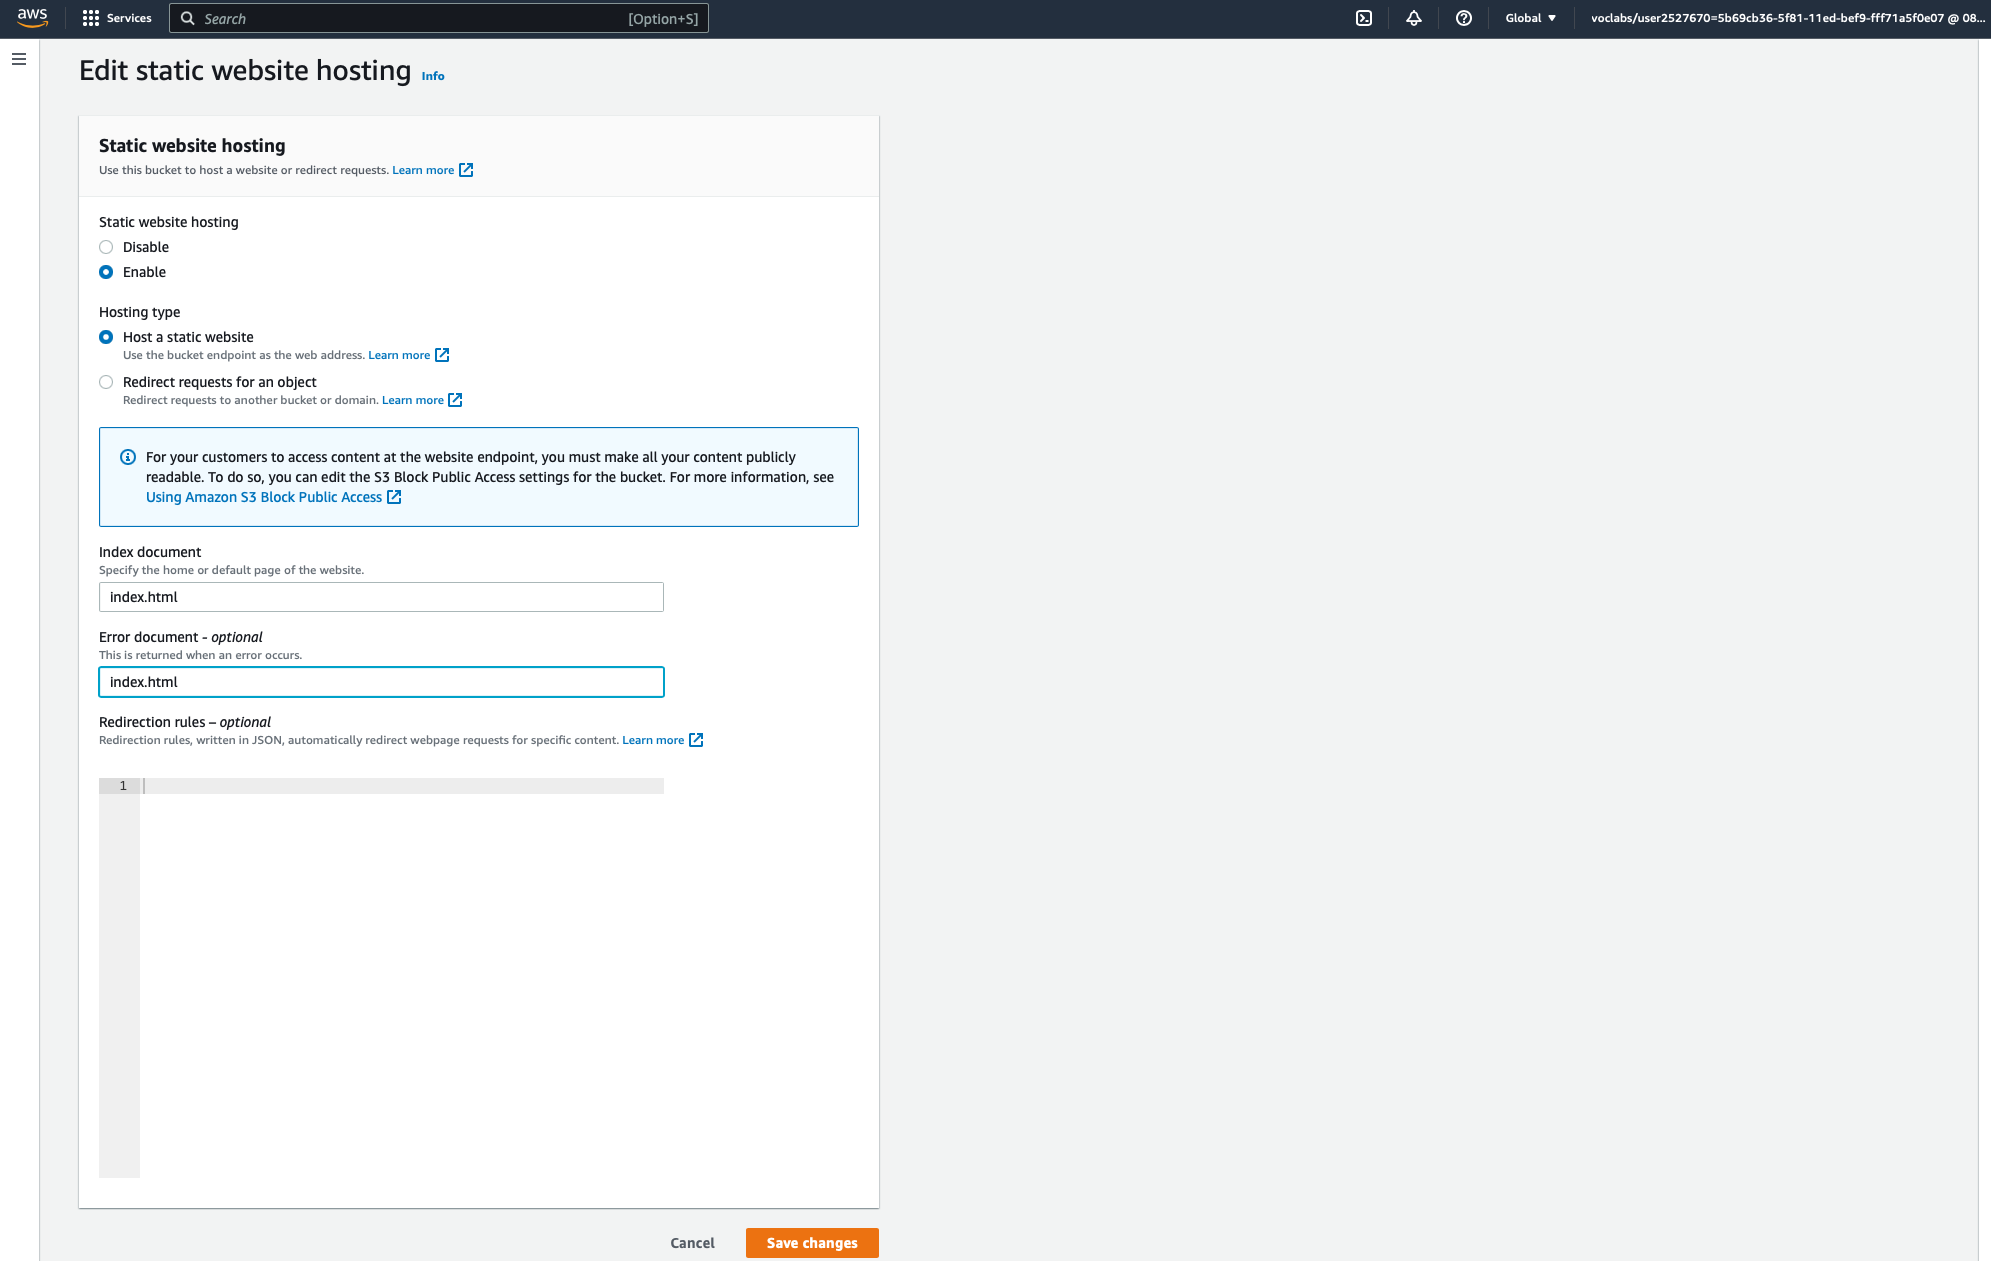 aws Services Search [Option+S] Global ▼ voclabs/user2527670=5b69cb36-5f81-11ed-bef9-fff71a5f0e07 @ 08...
Edit static website hosting Info
Static website hosting
Use this bucket to host a website or redirect requests. Learn more
Static website hosting
Disable
Enable
Hosting type
Host a static website
Use the bucket endpoint as the web address. Learn more
Redirect requests for an object
Redirect requests to another bucket or domain. Learn more
For your customers to access content at the website endpoint, you must make all your content publicly
readable. To do so, you can edit the S3 Block Public Access settings for the bucket. For more information, see
Using Amazon S3 Block Public Access
Index document
Specify the home or default page of the website.
index.html
Error document - optional
This is returned when an error occurs.
index.html
Redirection rules – optional
Redirection rules, written in JSON, automatically redirect webpage requests for specific content. Learn more
1
Cancel Save changes